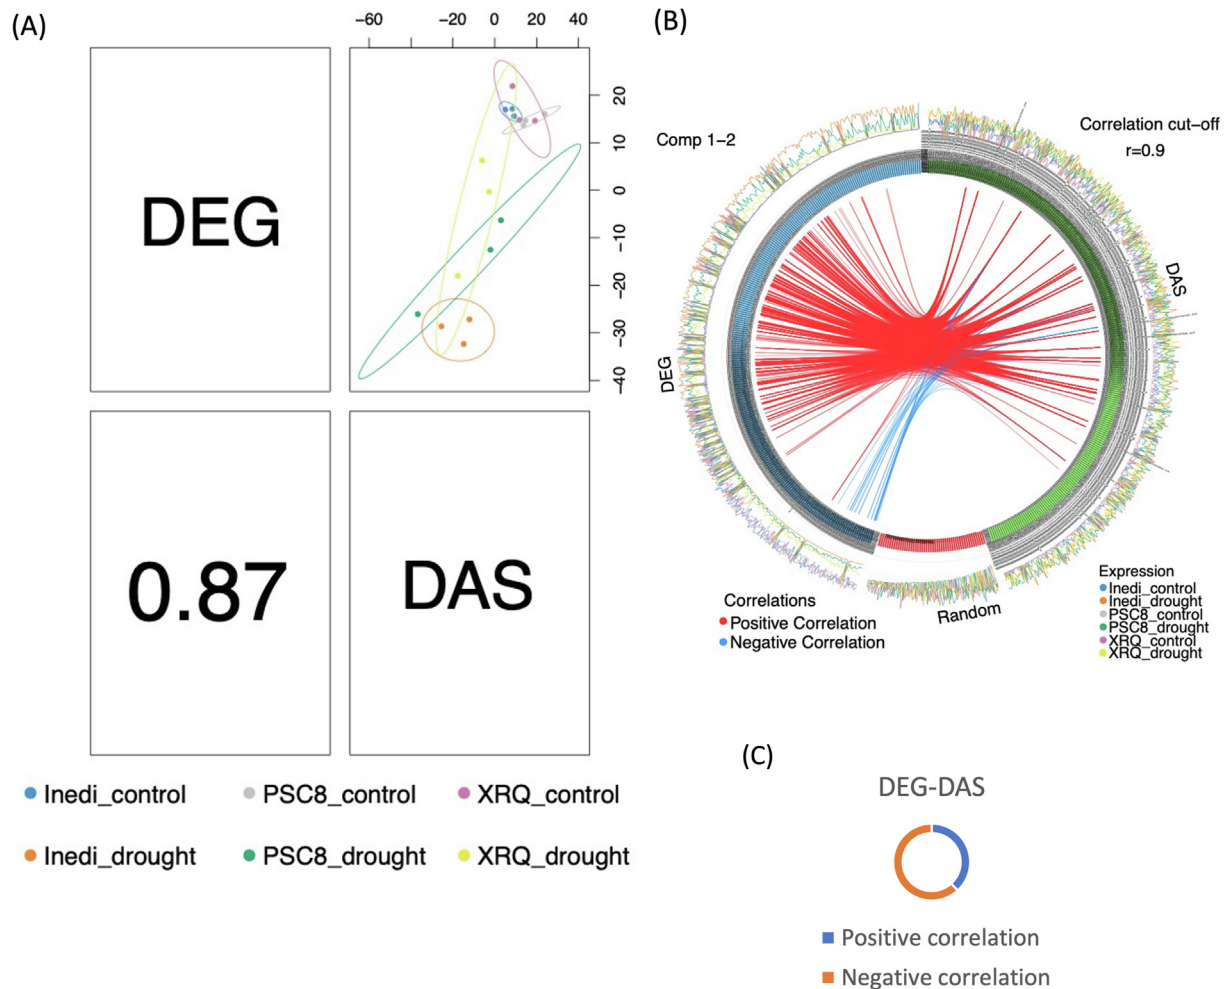 (A)
-60
-20
0
20
40
DEG
20
10
0
-10
-20
-30
-40
0.87
DAS
Inedi_control
PSC8_control
XRQ_control
Inedi_drought
PSC8_drought
XRQ_drought
(B)
Comp 1-2
Correlation cut-off
r=0.9
DEG
DAS
Random
Correlations
Positive Correlation
Negative Correlation
Expression
Inedi_control
Inedi_drought
PSC8_control
PSC8_drought
XRQ_control
XRQ_drought
(C)
DEG-DAS
Positive correlation
Negative correlation